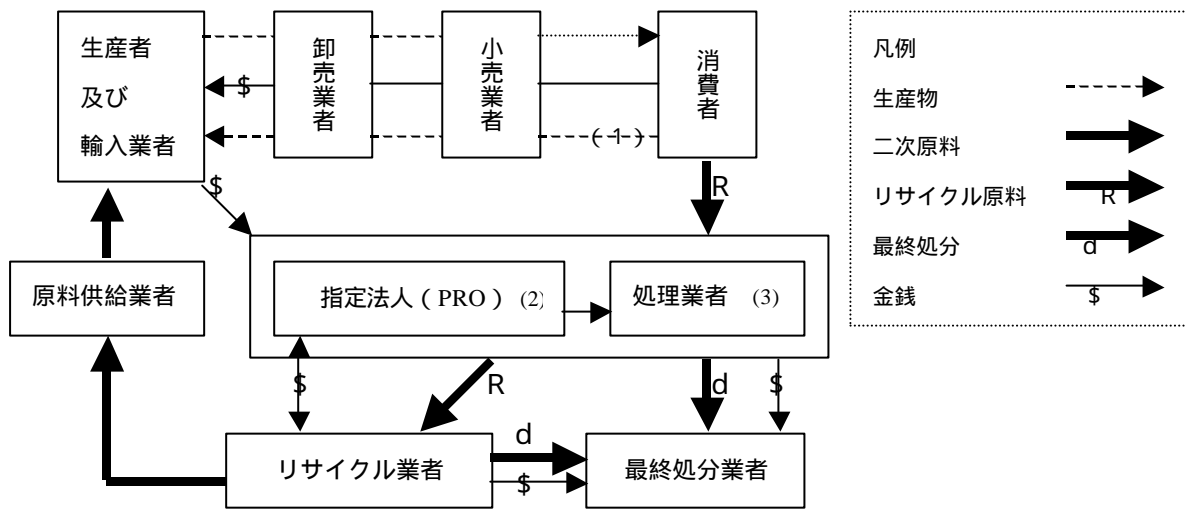 生産者
及び
輸入業者
卸売業者
小売業者
消費者
$
(1)
$
R
原料供給業者
指定法人（PRO）(2)
処理業者 (3)
$
R
d
$
リサイクル業者
d
$
最終処分業者
凡例
生産物
二次原料
リサイクル原料 R
最終処分 d
金銭 $